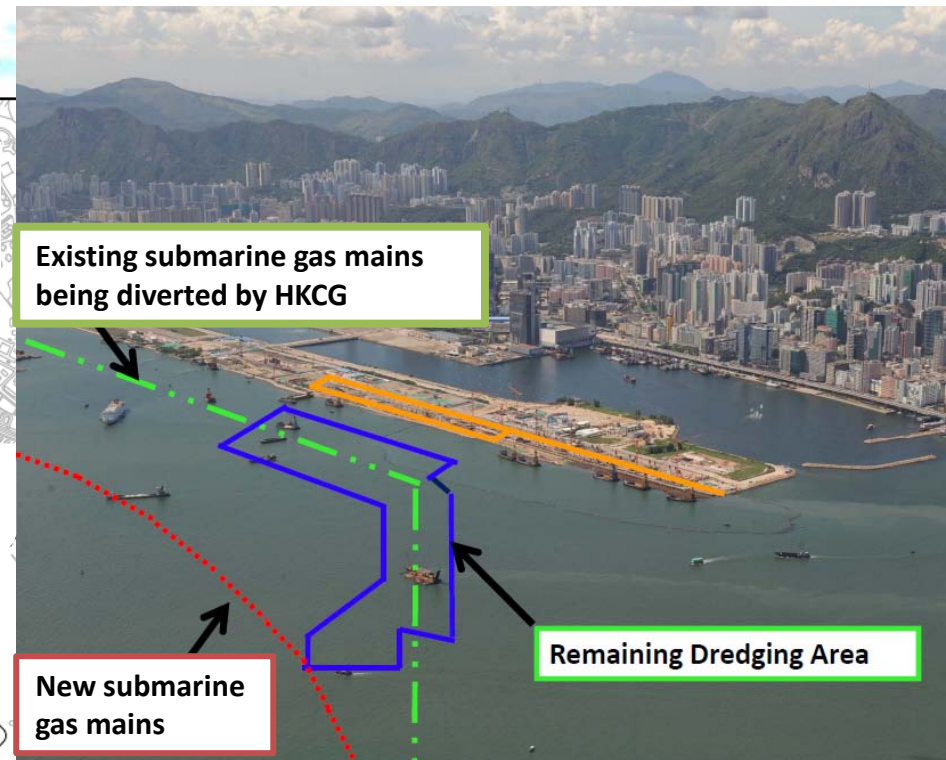 Existing submarine gas mains
being diverted by HKCG
Remaining Dredging Area
New submarine
gas mains